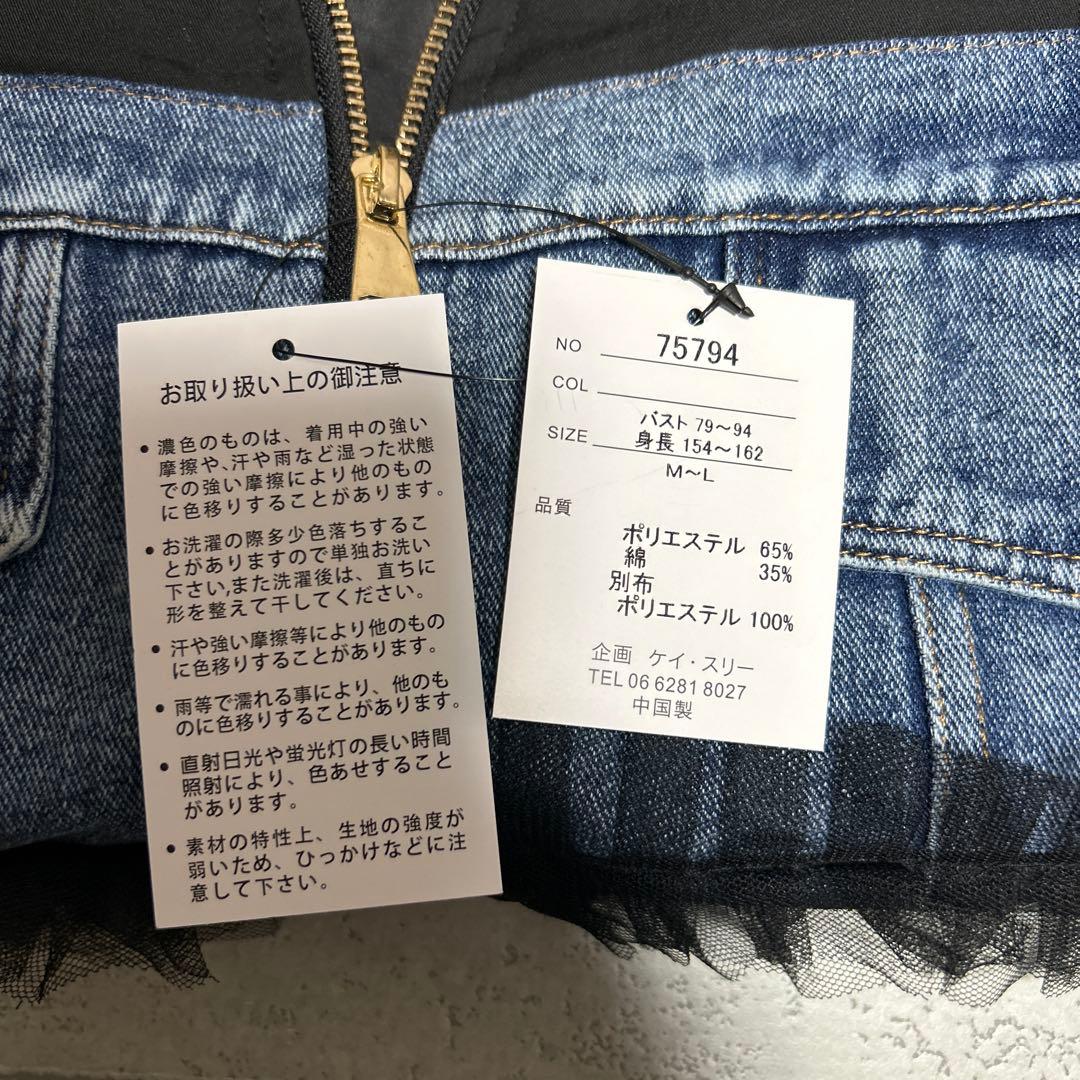 お取り扱い上の御注意
• 濃色のものは、着用中の強い
摩擦や、汗や雨など湿った状態
での強い摩擦により他のもの
に色移りすることがあります。
• お洗濯の際多少色落ちするこ
とがありますので単独お洗い
下さい,また洗濯後は、直ちに
形を整えて干してください。
• 汗や強い摩擦等により他のもの
に色移りすることがあります。
• 雨等で濡れる事により、他のも
のに色移りすることがあります。
• 直射日光や蛍光灯の長い時間
照射により、色あせすること
があります。
• 素材の特性上、生地の強度が
弱いため、ひっかけなどに注
意して下さい。
NO 75794
COL
バスト 79～94
SIZE 身長 154～162
M～L
品質
ポリエステル 65%
綿 35%
別布
ポリエステル 100%
企画 ケイ・スリー
TEL 06 6281 8027
中国製